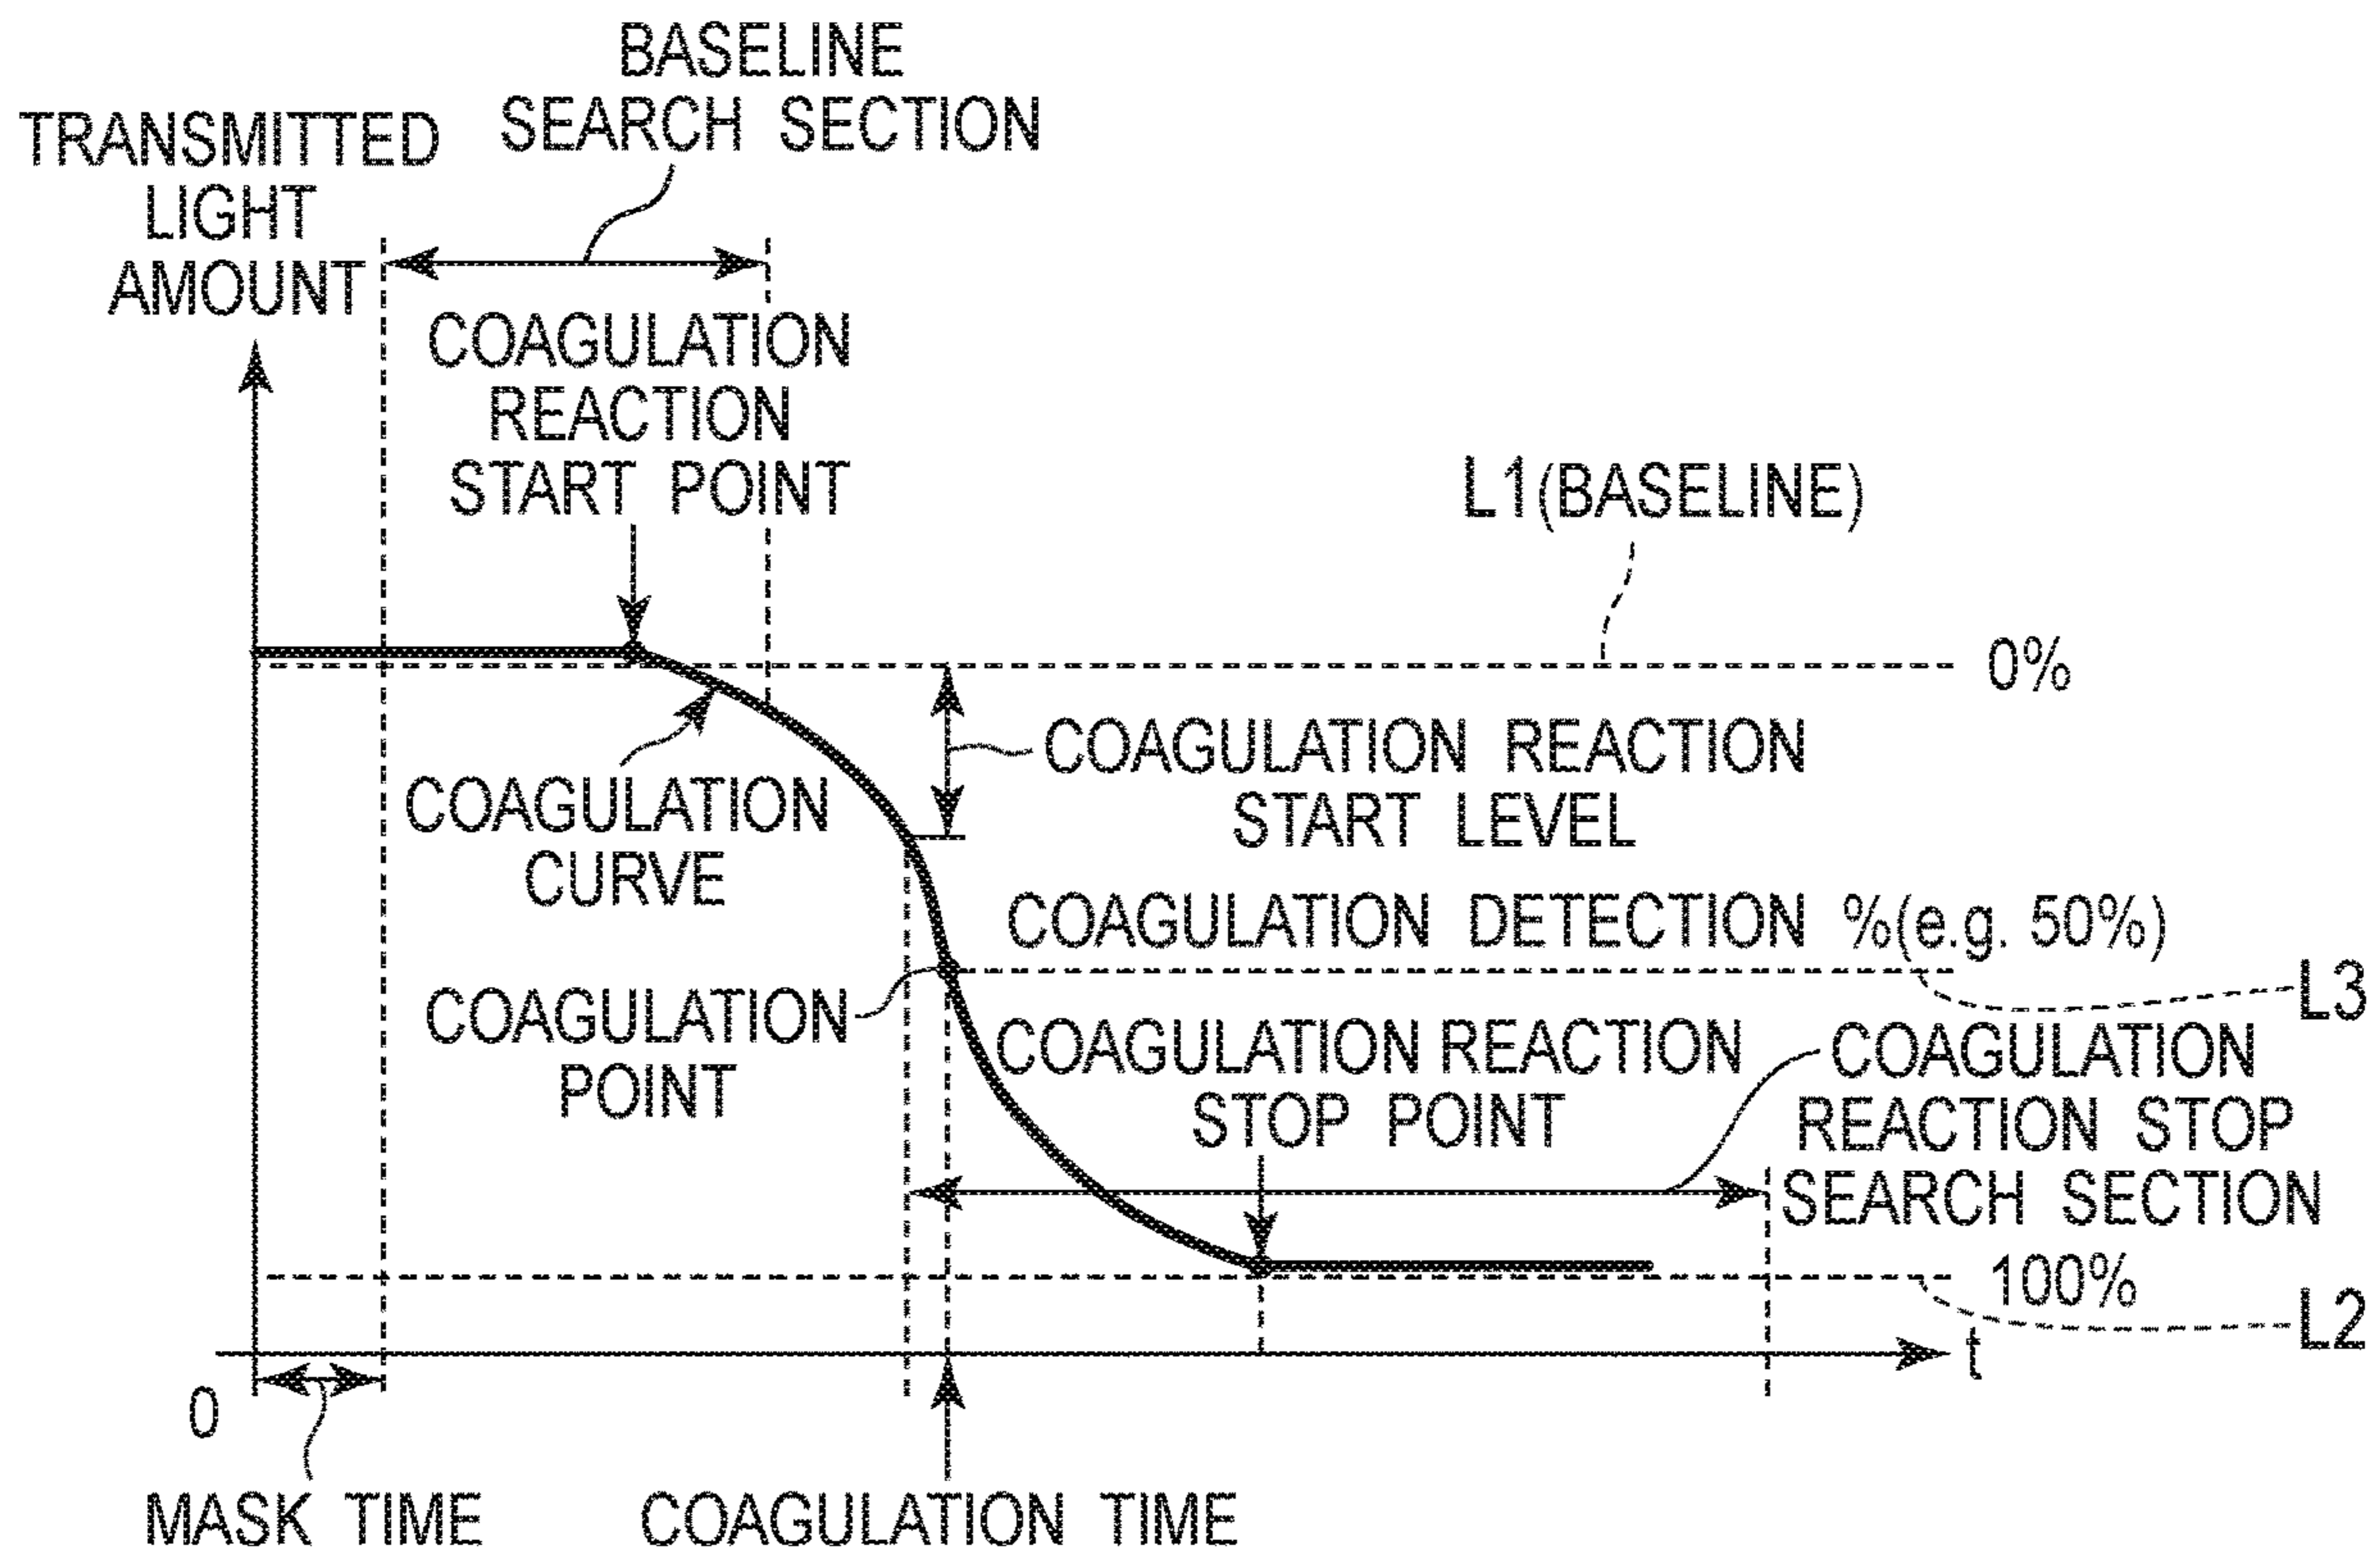 BASELINE
SEARCH SECTION
TRANSMITTED
LIGHT
AMOUNT
COAGULATION
REACTION
START POINT
L1(BASELINE)
0%
COAGULATION REACTION
START LEVEL
COAGULATION
CURVE
COAGULATION DETECTION %(e.g. 50%)
L3
COAGULATION
POINT
COAGULATION REACTION
STOP POINT
COAGULATION
REACTION STOP
SEARCH SECTION
100%
L2
t
0
MASK TIME
COAGULATION TIME